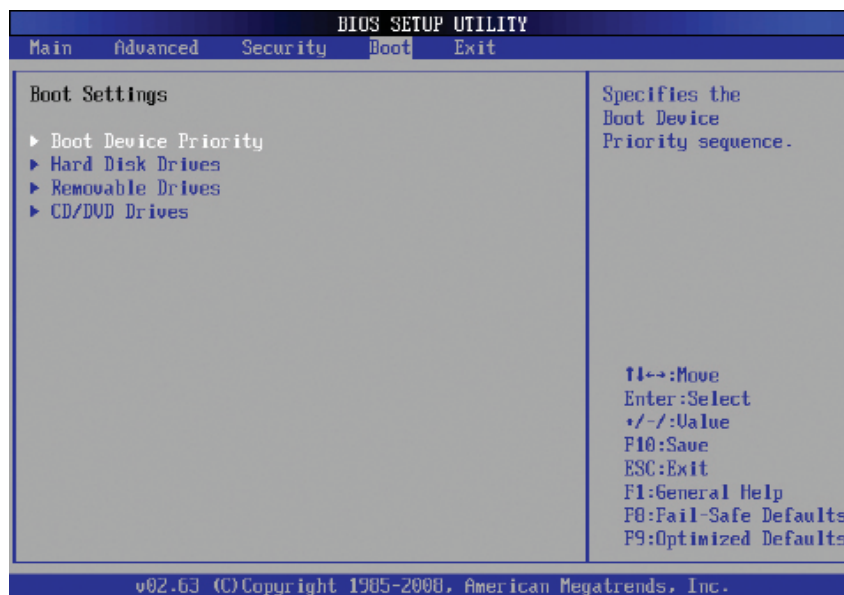 BIOS SETUP UTILITY
Main Advanced Security Boot Exit
Boot Settings
▶ Boot Device Priority
▶ Hard Disk Drives
▶ Removable Drives
▶ CD/DVD Drives
Specifies the
Boot Device
Priority sequence.
↑↓←→:Move
Enter:Select
+/-/:Value
F10:Save
ESC:Exit
F1:General Help
F8:Fail-Safe Defaults
F9:Optimized Defaults
v02.63 (C)Copyright 1985-2008, American Megatrends, Inc.